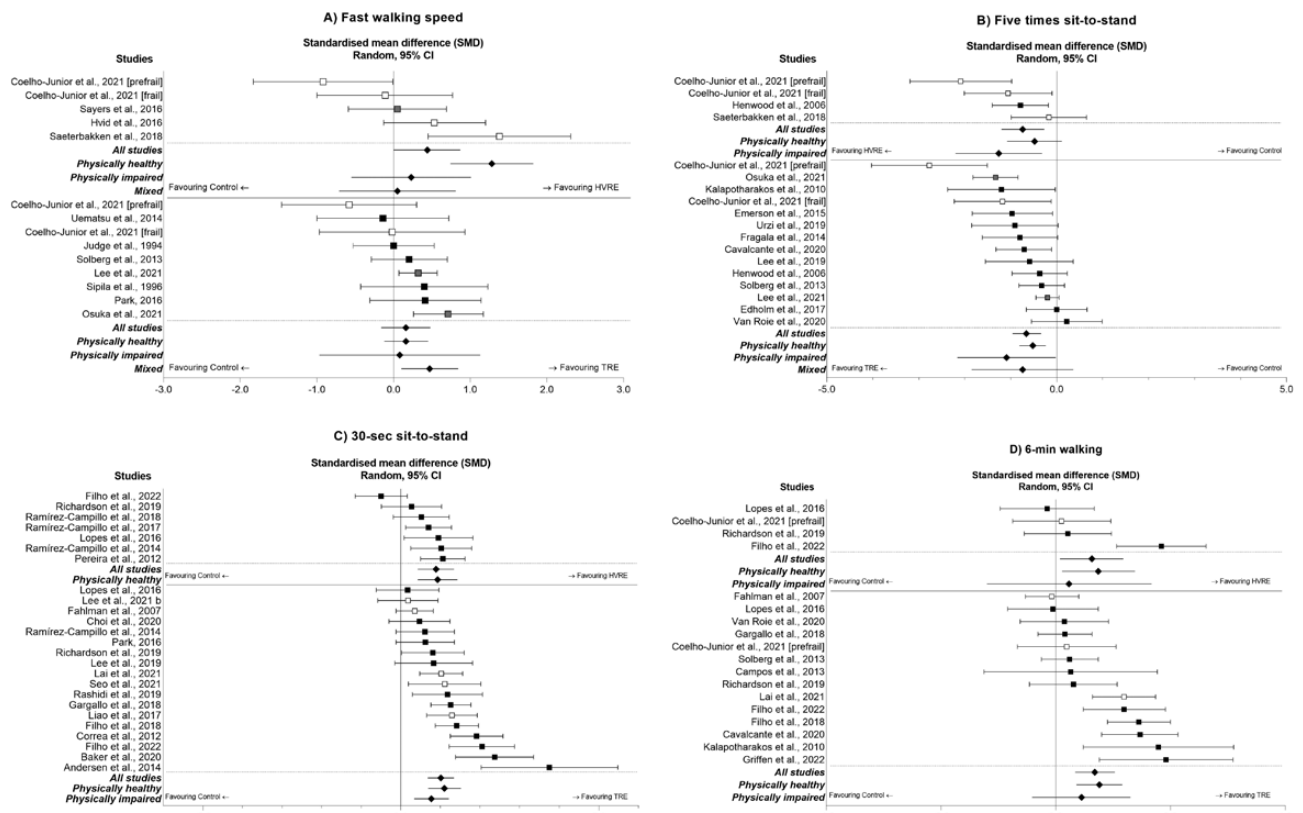 A) Fast walking speed
Standardised mean difference (SMD)
Random, 95% CI
Studies
Coelho-Junior et al., 2021 [prefrail]
Coelho-Junior et al., 2021 [frail]
Sayers et al., 2016
Hvid et al., 2016
Saeterbakken et al., 2018
All studies
Physically healthy
Physically impaired
Mixed
Favouring Control ←
→ Favouring HVRE
Coelho-Junior et al., 2021 [prefrail]
Uematsu et al., 2014
Coelho-Junior et al., 2021 [frail]
Judge et al., 1994
Solberg et al., 2013
Lee et al., 2021
Sipila et al., 1996
Park, 2016
Osuka et al., 2021
All studies
Physically healthy
Physically impaired
Mixed
Favouring Control ←
→ Favouring TRE
-3.0 -2.0 -1.0 0.0 1.0 2.0 3.0
B) Five times sit-to-stand
Standardised mean difference (SMD)
Random, 95% CI
Studies
Coelho-Junior et al., 2021 [prefrail]
Coelho-Junior et al., 2021 [frail]
Henwood et al., 2006
Saeterbakken et al., 2018
All studies
Physically healthy
Physically impaired
Favouring HVRE ←
→ Favouring Control
Coelho-Junior et al., 2021 [prefrail]
Osuka et al., 2021
Kalapotharakos et al., 2010
Coelho-Junior et al., 2021 [frail]
Emerson et al., 2015
Urzi et al., 2019
Fragala et al., 2014
Cavalcante et al., 2020
Lee et al., 2019
Henwood et al., 2006
Solberg et al., 2013
Lee et al., 2021
Edholm et al., 2017
Van Roie et al., 2020
All studies
Physically healthy
Physically impaired
Mixed
Favouring TRE ←
→ Favouring Control
-5.0 0.0 5.0
C) 30-sec sit-to-stand
Standardised mean difference (SMD)
Random, 95% CI
Studies
Filho et al., 2022
Richardson et al., 2019
Ramírez-Campillo et al., 2018
Ramírez-Campillo et al., 2017
Lopes et al., 2016
Ramírez-Campillo et al., 2014
Pereira et al., 2012
All studies
Physically healthy
Favouring Control ←
→ Favouring HVRE
Lopes et al., 2016
Lee et al., 2021 b
Fahlman et al., 2007
Choi et al., 2020
Ramírez-Campillo et al., 2014
Park, 2016
Richardson et al., 2019
Lee et al., 2019
Lai et al., 2021
Seo et al., 2021
Rashidi et al., 2019
Gargallo et al., 2018
Liao et al., 2017
Filho et al., 2018
Correa et al., 2012
Filho et al., 2022
Baker et al., 2020
Andersen et al., 2014
All studies
Physically healthy
Physically impaired
Favouring Control ←
→ Favouring TRE
D) 6-min walking
Standardised mean difference (SMD)
Random, 95% CI
Studies
Lopes et al., 2016
Coelho-Junior et al., 2021 [prefrail]
Richardson et al., 2019
Filho et al., 2022
All studies
Physically healthy
Physically impaired
Favouring Control ←
→ Favouring HVRE
Fahlman et al., 2007
Lopes et al., 2016
Van Roie et al., 2020
Gargallo et al., 2018
Coelho-Junior et al., 2021 [prefrail]
Solberg et al., 2013
Campos et al., 2013
Richardson et al., 2019
Lai et al., 2021
Filho et al., 2022
Filho et al., 2018
Cavalcante et al., 2020
Kalapotharakos et al., 2010
Griffen et al., 2022
All studies
Physically healthy
Physically impaired
Favouring Control ←
→ Favouring TRE